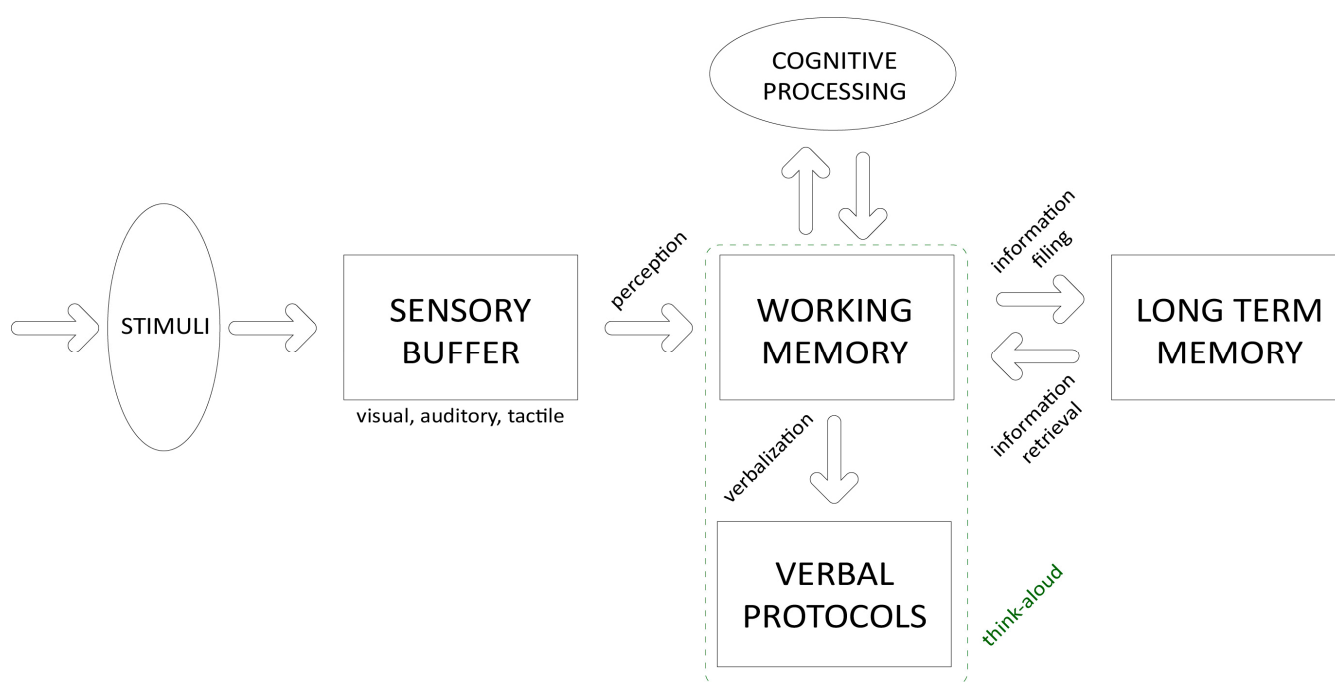 COGNITIVE
PROCESSING
STIMULI
SENSORY
BUFFER
visual, auditory, tactile
perception
WORKING
MEMORY
information
filing
information
retrieval
LONG TERM
MEMORY
verbalization
VERBAL
PROTOCOLS
think-aloud